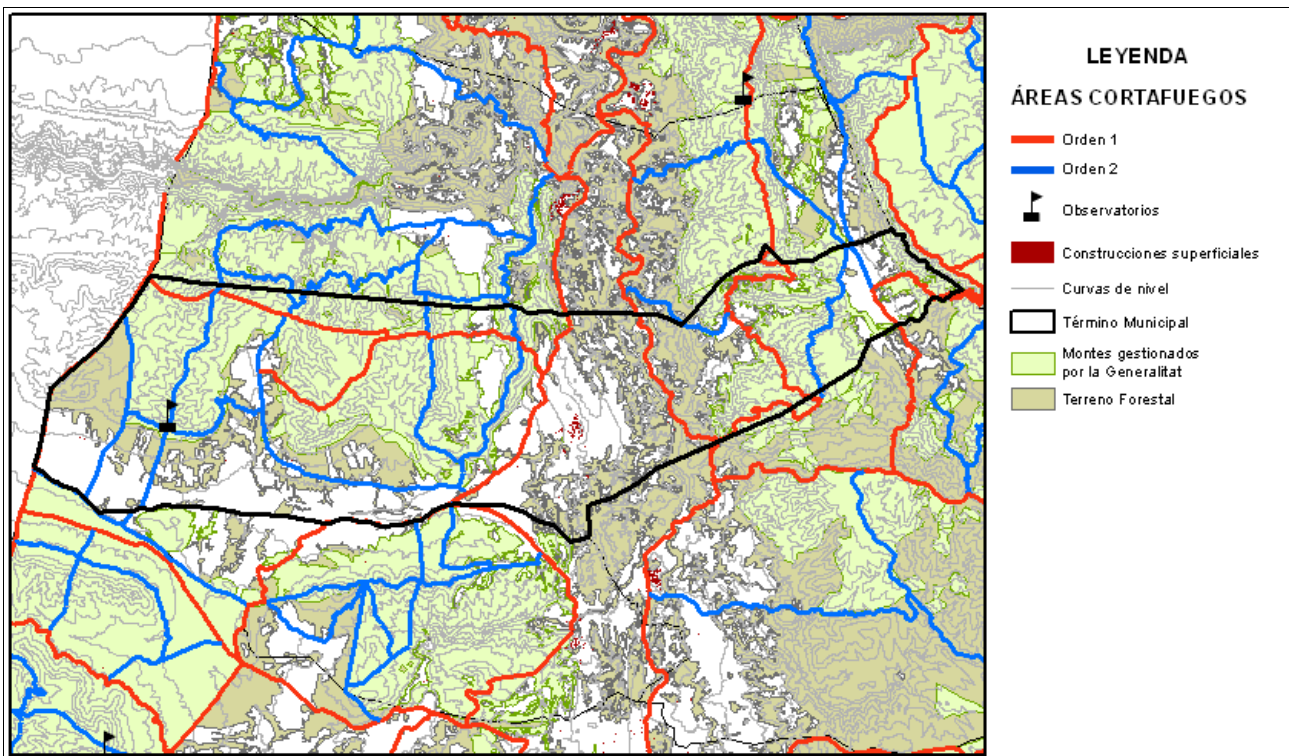 LEYENDA
ÁREAS CORTAFUEGOS
Orden 1
Orden 2
Observatorios
Construcciones superficiales
Curvas de nivel
Término Municipal
Montes gestionados
por la Generalitat
Terreno Forestal